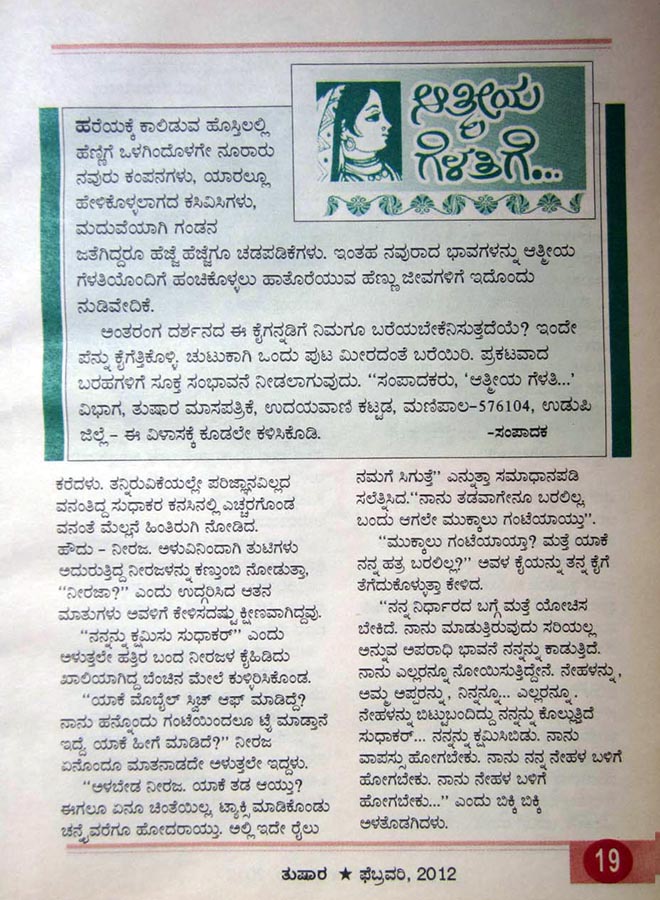 ಆತ್ಮೀಯ
ಗೆಳತಿಗೆ...
ಹರೆಯಕ್ಕೆ ಕಾಲಿಡುವ ಹೊಸ್ತಿಲಲ್ಲಿ
ಹೆಣ್ಣಿಗೆ ಒಳಗಿಂದೊಳಗೇ ನೂರಾರು
ನವುರು ಕಂಪನಗಳು, ಯಾರಲ್ಲೂ
ಹೇಳಿಕೊಳ್ಳಲಾಗದ ಕಸಿವಿಸಿಗಳು,
ಮದುವೆಯಾಗಿ ಗಂಡನ
ಜತೆಗಿದ್ದರೂ ಹೆಜ್ಜೆ ಹೆಜ್ಜೆಗೂ ಚಡಪಡಿಕೆಗಳು. ಇಂತಹ ನವುರಾದ ಭಾವಗಳನ್ನು ಆತ್ಮೀಯ
ಗೆಳತಿಯೊಂದಿಗೆ ಹಂಚಿಕೊಳ್ಳಲು ಹಾತೊರೆಯುವ ಹೆಣ್ಣು ಜೀವಗಳಿಗೆ ಇದೊಂದು
ನುಡಿವೇದಿಕೆ.
ಅಂತರಂಗ ದರ್ಶನದ ಈ ಕೈಗನ್ನಡಿಗೆ ನಿಮಗೂ ಬರೆಯಬೇಕೆನಿಸುತ್ತದೆಯೆ? ಇಂದೇ
ಪೆನ್ನು ಕೈಗೆತ್ತಿಕೊಳ್ಳಿ. ಚುಟುಕಾಗಿ ಒಂದು ಪುಟ ಮೀರದಂತೆ ಬರೆಯಿರಿ. ಪ್ರಕಟವಾದ
ಬರಹಗಳಿಗೆ ಸೂಕ್ತ ಸಂಭಾವನೆ ನೀಡಲಾಗುವುದು. “ಸಂಪಾದಕರು, ‘ಆತ್ಮೀಯ ಗೆಳತಿ...’
ವಿಭಾಗ, ತುಷಾರ ಮಾಸಪತ್ರಿಕೆ, ಉದಯವಾಣಿ ಕಟ್ಟಡ, ಮಣಿಪಾಲ-576104, ಉಡುಪಿ
ಜಿಲ್ಲೆ - ಈ ವಿಳಾಸಕ್ಕೆ ಕೂಡಲೇ ಕಳಿಸಿಕೊಡಿ. -ಸಂಪಾದಕ
ಕರೆದಳು. ತನ್ನಿರುವಿಕೆಯಲ್ಲೇ ಪರಿಜ್ಞಾನವಿಲ್ಲದ
ವನಂತಿದ್ದ ಸುಧಾಕರ ಕನಸಿನಲ್ಲಿ ಎಚ್ಚರಗೊಂಡ
ವನಂತೆ ಮೆಲ್ಲನೆ ಹಿಂತಿರುಗಿ ನೋಡಿದ.
ಹೌದು - ನೀರಜ. ಅಳುವಿನಿಂದಾಗಿ ತುಟಿಗಳು
ಅದುರುತ್ತಿದ್ದ ನೀರಜಳನ್ನು ಕಣ್ತುಂಬಿ ನೋಡುತ್ತಾ,
“ನೀರಜಾ?” ಎಂದು ಉದ್ಗರಿಸಿದ ಆತನ
ಮಾತುಗಳು ಅವಳಿಗೆ ಕೇಳಿಸದಷ್ಟು ಕ್ಷೀಣವಾಗಿದ್ದವು.
“ನನ್ನನ್ನು ಕ್ಷಮಿಸು ಸುಧಾಕರ್” ಎಂದು
ಅಳುತ್ತಲೇ ಹತ್ತಿರ ಬಂದ ನೀರಜಳ ಕೈಹಿಡಿದು
ಖಾಲಿಯಾಗಿದ್ದ ಬೆಂಚಿನ ಮೇಲೆ ಕುಳ್ಳಿರಿಸಿಕೊಂಡ.
“ಯಾಕೆ ಮೊಬೈಲ್ ಸ್ವಿಚ್ ಆಫ್ ಮಾಡಿದ್ದೆ?
ನಾನು ಹನ್ನೊಂದು ಗಂಟೆಯಿಂದಲೂ ಟ್ರೈ ಮಾಡ್ತಾನೆ
ಇದ್ದೆ. ಯಾಕೆ ಹೀಗೆ ಮಾಡಿದೆ?” ನೀರಜ
ಏನೊಂದೂ ಮಾತನಾಡದೇ ಅಳುತ್ತಲೇ ಇದ್ದಳು.
“ಅಳಬೇಡ ನೀರಜ. ಯಾಕೆ ತಡ ಆಯ್ತು?
ಈಗಲೂ ಏನೂ ಚಿಂತೆಯಿಲ್ಲ. ಟ್ಯಾಕ್ಸಿ ಮಾಡಿಕೊಂಡು
ಚನ್ನೈವರೆಗೂ ಹೋದರಾಯ್ತು. ಅಲ್ಲಿ ಇದೇ ರೈಲು
ನಮಗೆ ಸಿಗುತ್ತೆ” ಎನ್ನುತ್ತಾ ಸಮಾಧಾನಪಡಿ
ಸಲೆತ್ನಿಸಿದ. “ನಾನು ತಡವಾಗೇನೂ ಬರಲಿಲ್ಲ.
ಬಂದು ಆಗಲೇ ಮುಕ್ಕಾಲು ಗಂಟೆಯಾಯ್ತು”.
“ಮುಕ್ಕಾಲು ಗಂಟೆಯಾಯ್ತಾ? ಮತ್ತೆ ಯಾಕೆ
ನನ್ನ ಹತ್ರ ಬರಲಿಲ್ಲ?” ಅವಳ ಕೈಯನ್ನು ತನ್ನ ಕೈಗೆ
ತೆಗೆದುಕೊಳ್ಳುತ್ತಾ ಕೇಳಿದ.
“ನನ್ನ ನಿರ್ಧಾರದ ಬಗ್ಗೆ ಮತ್ತೆ ಯೋಚಿಸ
ಬೇಕಿದೆ. ನಾನು ಮಾಡುತ್ತಿರುವುದು ಸರಿಯಲ್ಲ
ಅನ್ನುವ ಅಪರಾಧಿ ಭಾವನೆ ನನ್ನನ್ನು ಕಾಡುತ್ತಿದೆ.
ನಾನು ಎಲ್ಲರನ್ನೂ ನೋಯಿಸುತ್ತಿದ್ದೇನೆ. ನೇಹಳನ್ನು,
ಅಮ್ಮ ಅಪ್ಪರನ್ನು, ನಿನ್ನನ್ನೂ... ಎಲ್ಲರನ್ನೂ.
ನೇಹಳನ್ನು ಬಿಟ್ಟುಬಂದಿದ್ದು ನನ್ನನ್ನು ಕೊಲ್ಲುತ್ತಿದೆ
ಸುಧಾಕರ್... ನನ್ನನ್ನು ಕ್ಷಮಿಸಿಬಿಡು. ನಾನು
ವಾಪಸ್ಸು ಹೋಗಬೇಕು. ನಾನು ನನ್ನ ನೇಹಳ ಬಳಿಗೆ
ಹೋಗಬೇಕು. ನಾನು ನೇಹಳ ಬಳಿಗೆ
ಹೋಗಬೇಕು...” ಎಂದು ಬಿಕ್ಕಿ ಬಿಕ್ಕಿ
ಅಳತೊಡಗಿದಳು.
ತುಷಾರ ★ ಫೆಬ್ರವರಿ, 2012
19